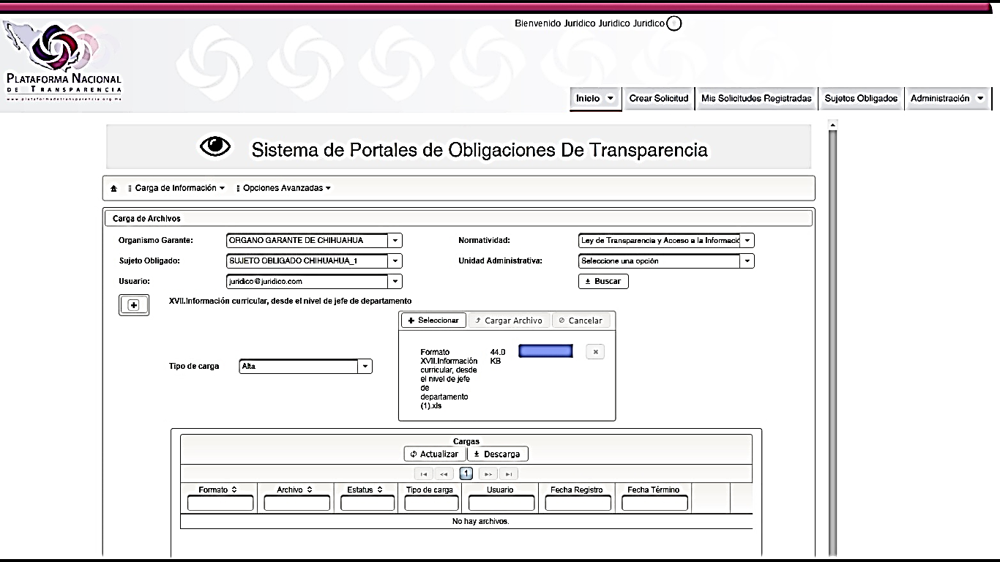 Bienvenido Juridico Juridico Juridico
PLATAFORMA NACIONAL
DE TRANSPARENCIA
www.plataformadetransparencia.org.mx
Inicio
Crear Solicitud
Mis Solicitudes Registradas
Sujetos Obligados
Administración
Sistema de Portales de Obligaciones De Transparencia
Carga de Información
Opciones Avanzadas
Carga de Archivos
Organismo Garante:
ORGANO GARANTE DE CHIHUAHUA
Normatividad:
Ley de Transparencia y Acceso a la Informació
Sujeto Obligado:
SUJETO OBLIGADO CHIHUAHUA_1
Unidad Administrativa:
Seleccione una opción
Usuario:
juridico@juridico.com
Buscar
XVII.Información curricular, desde el nivel de jefe de departamento
Seleccionar
Cargar Archivo
Cancelar
Tipo de carga
Alta
Formato
XVII.Información
curricular, desde
el nivel de jefe
de
departamento
(1).xls
44.0
KB
Cargas
Actualizar
Descarga
1
Formato
Archivo
Estatus
Tipo de carga
Usuario
Fecha Registro
Fecha Término
No hay archivos.